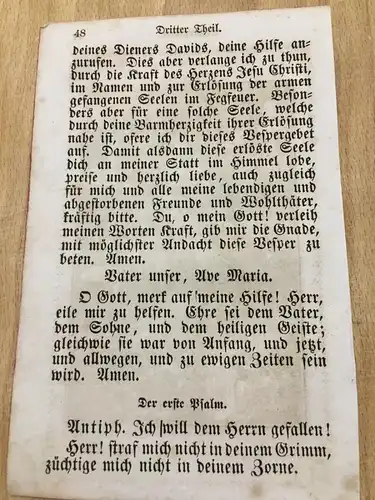 48 Dritter Theil.
deines Dieners Davids, deine Hilfe an-
zurufen. Dies aber verlange ich zu thun,
durch die Kraft des Herzens Jesu Christi,
im Namen und zur Erlösung der armen
gefangenen Seelen im Fegfeuer. Beson-
ders aber für eine solche Seele, welche
durch deine Barmherzigkeit ihrer Erlösung
nahe ist, ofere ich dir dieses Vespergebet
auf. Damit alsdann diese erlöste Seele
dich an meiner Statt im Himmel lobe,
preise und herzlich liebe, auch zugleich
für mich und alle meine lebendigen und
abgestorbenen Freunde und Wohlthäter,
kräftig bitte. Du, o mein Gott! verleih
meinen Worten Kraft, gib mir die Gnade,
mit möglichster Andacht diese Vesper zu
beten. Amen.
Vater unser, Ave Maria.
O Gott, merk auf meine Hilfe! Herr,
eile mir zu helfen. Ehre sei dem Vater,
dem Sohne, und dem heiligen Geiste;
gleichwie sie war von Anfang, und jetzt,
und allwegen, und zu ewigen Zeiten sein
wird. Amen.
Der erste Psalm.
Antiph. Ich will dem Herrn gefallen!
Herr! straf mich nicht in deinem Grimm,
züchtige mich nicht in deinem Zorne.